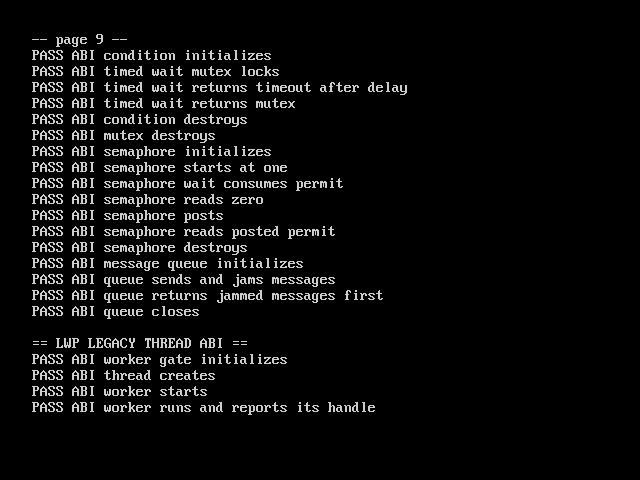 -- page 9 --
PASS ABI condition initializes
PASS ABI timed wait mutex locks
PASS ABI timed wait returns timeout after delay
PASS ABI timed wait returns mutex
PASS ABI condition destroys
PASS ABI mutex destroys
PASS ABI semaphore initializes
PASS ABI semaphore starts at one
PASS ABI semaphore wait consumes permit
PASS ABI semaphore reads zero
PASS ABI semaphore posts
PASS ABI semaphore reads posted permit
PASS ABI semaphore destroys
PASS ABI message queue initializes
PASS ABI queue sends and jams messages
PASS ABI queue returns jammed messages first
PASS ABI queue closes
== LWP LEGACY THREAD ABI ==
PASS ABI worker gate initializes
PASS ABI thread creates
PASS ABI worker starts
PASS ABI worker runs and reports its handle